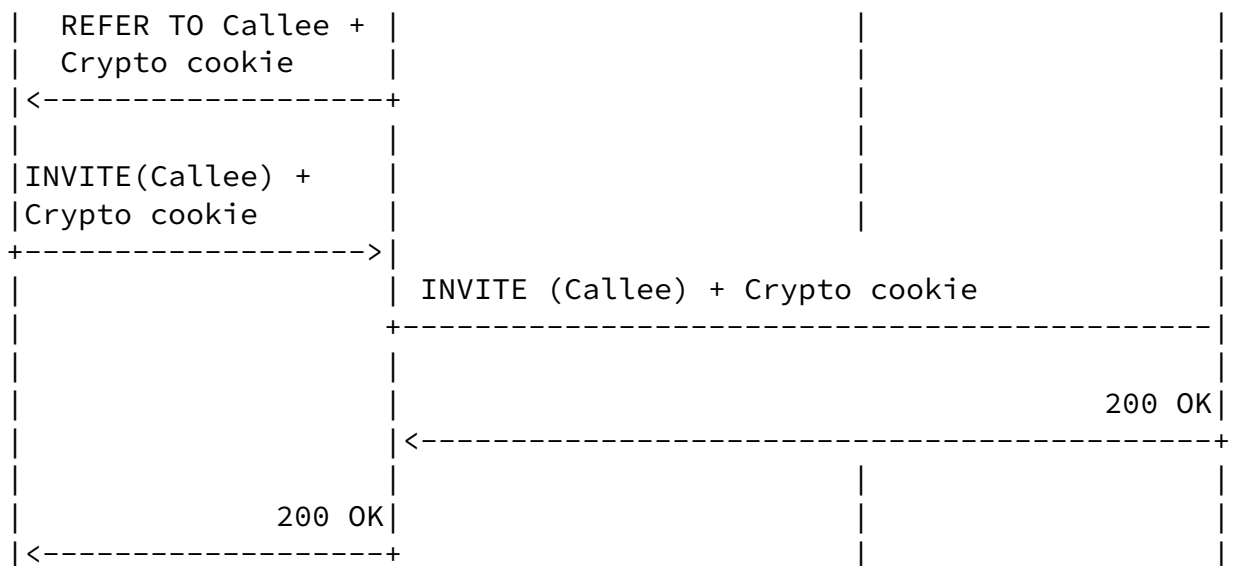 REFER TO Callee +
Crypto cookie
INVITE(Callee) +
Crypto cookie
INVITE (Callee) + Crypto cookie
200 OK
200 OK